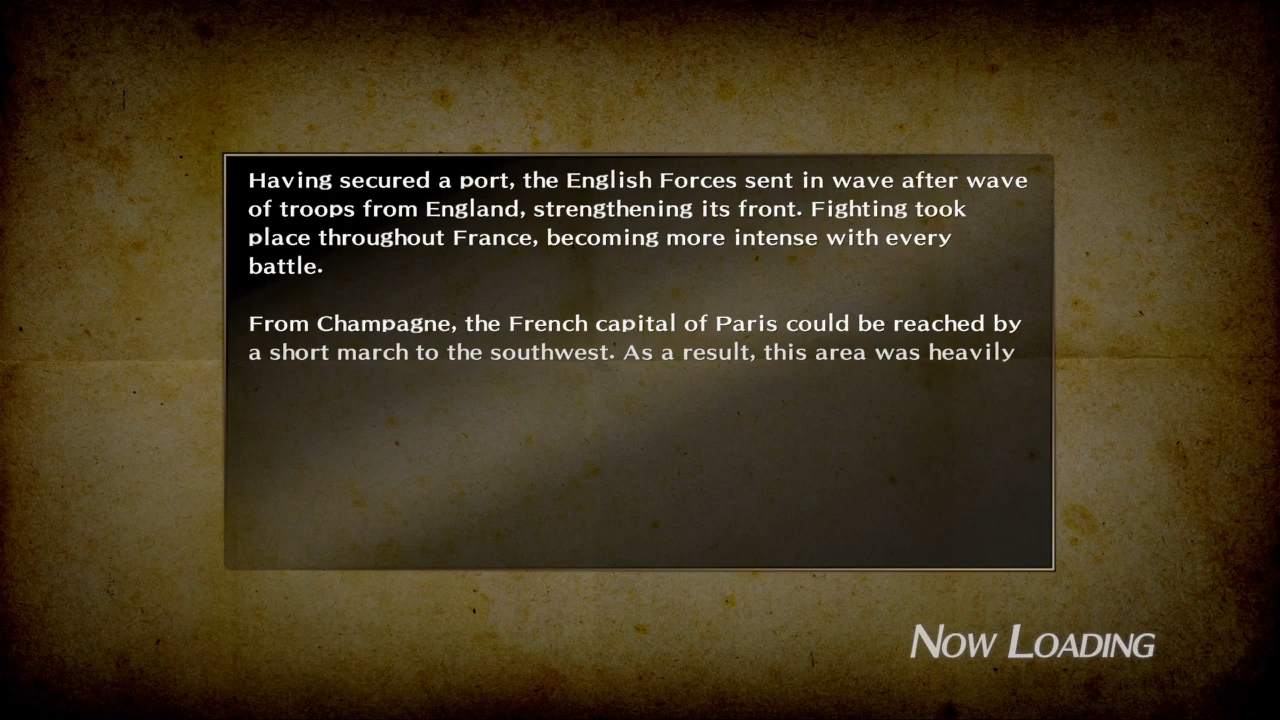 Having secured a port, the English Forces sent in wave after wave
of troops from England, strengthening its front. Fighting took
place throughout France, becoming more intense with every
battle.
From Champagne, the French capital of Paris could be reached by
a short march to the southwest. As a result, this area was heavily
NOW LOADING